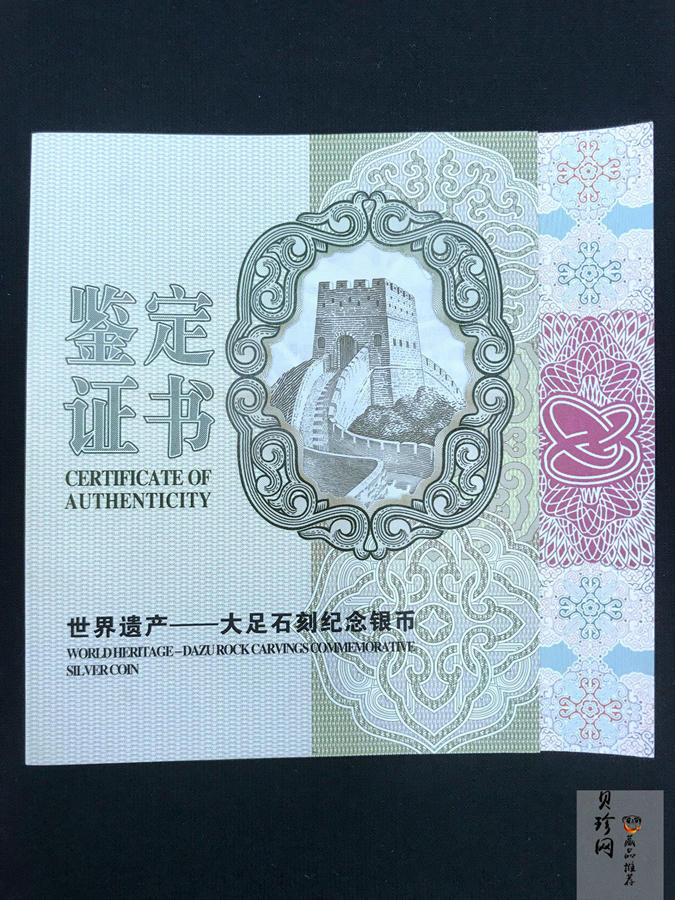 鉴定
证书
CERTIFICATE OF
AUTHENTICITY
世界遗产——大足石刻纪念银币
WORLD HERITAGE – DAZU ROCK CARVINGS COMMEMORATIVE
SILVER COIN
贝珍网
藏品推荐